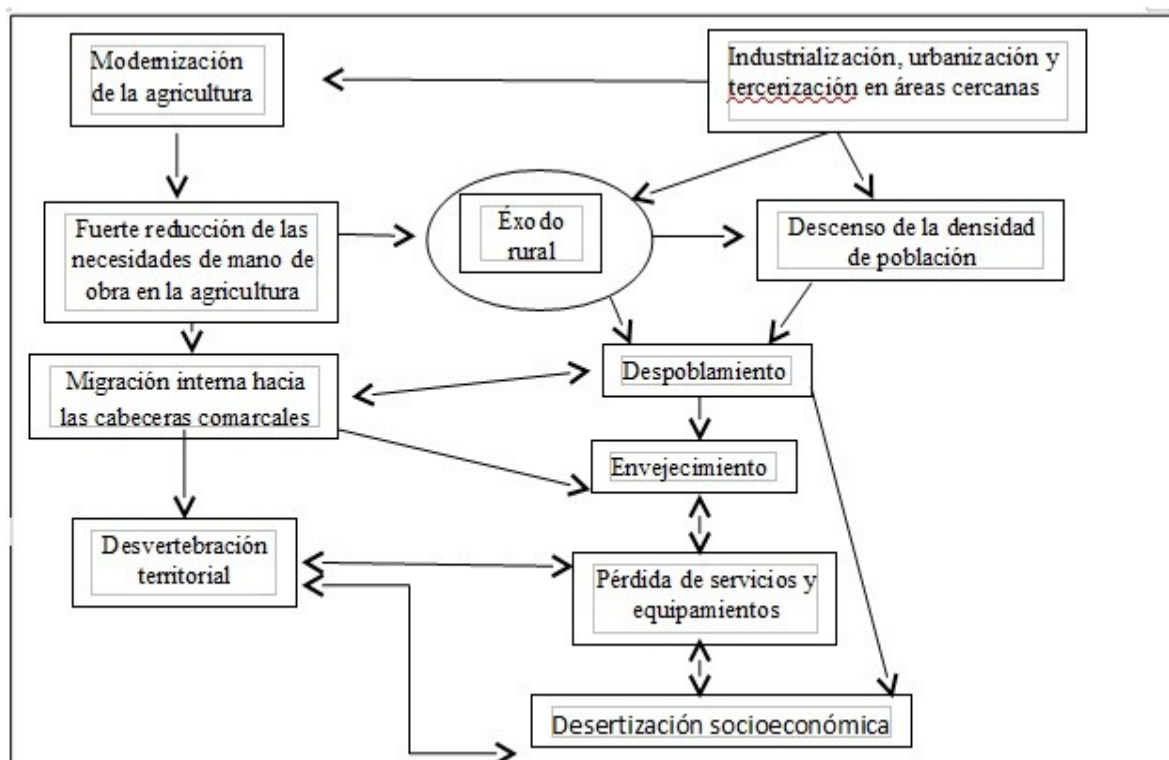 Modernización
de la agricultura
Industrialización, urbanización y
tercerización en áreas cercanas
Fuerte reducción de las
necesidades de mano de
obra en la agricultura
Éxodo
rural
Descenso de la densidad
de población
Migración interna hacia
las cabeceras comarcales
Despoblamiento
Envejecimiento
Desvertebración
territorial
Pérdida de servicios y
equipamientos
Desertización socioeconómica